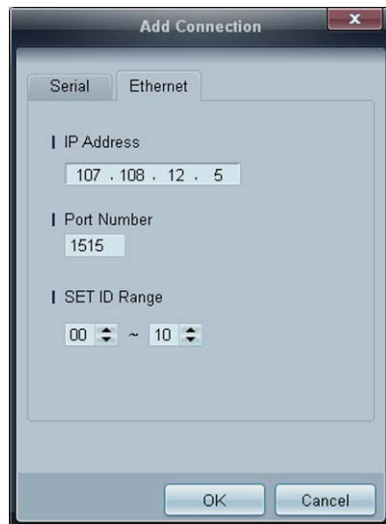 Add Connection
x
Serial Ethernet
IP Address
107 . 108 . 12 . 5
Port Number
1515
SET ID Range
00 ~ 10
OK Cancel